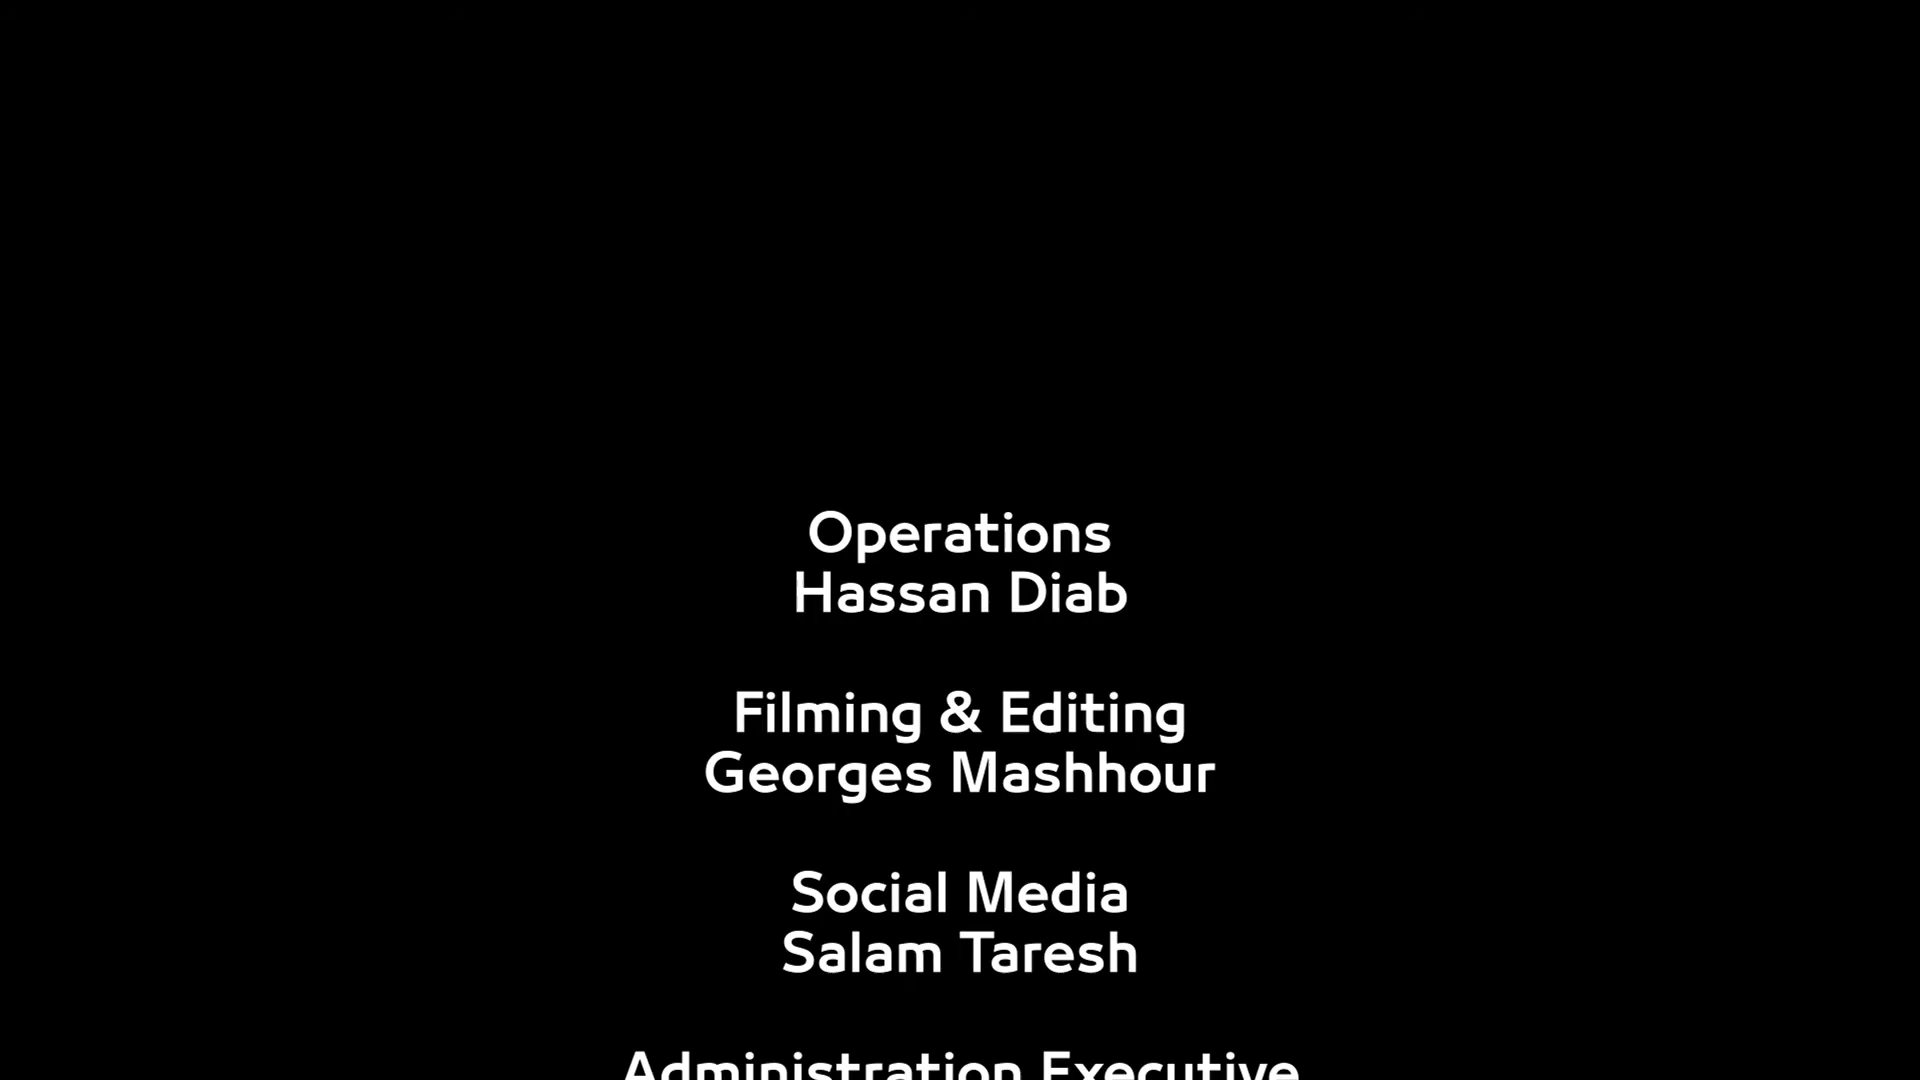 Operations
Hassan Diab
Filming & Editing
Georges Mashhour
Social Media
Salam Taresh
Administration Executive